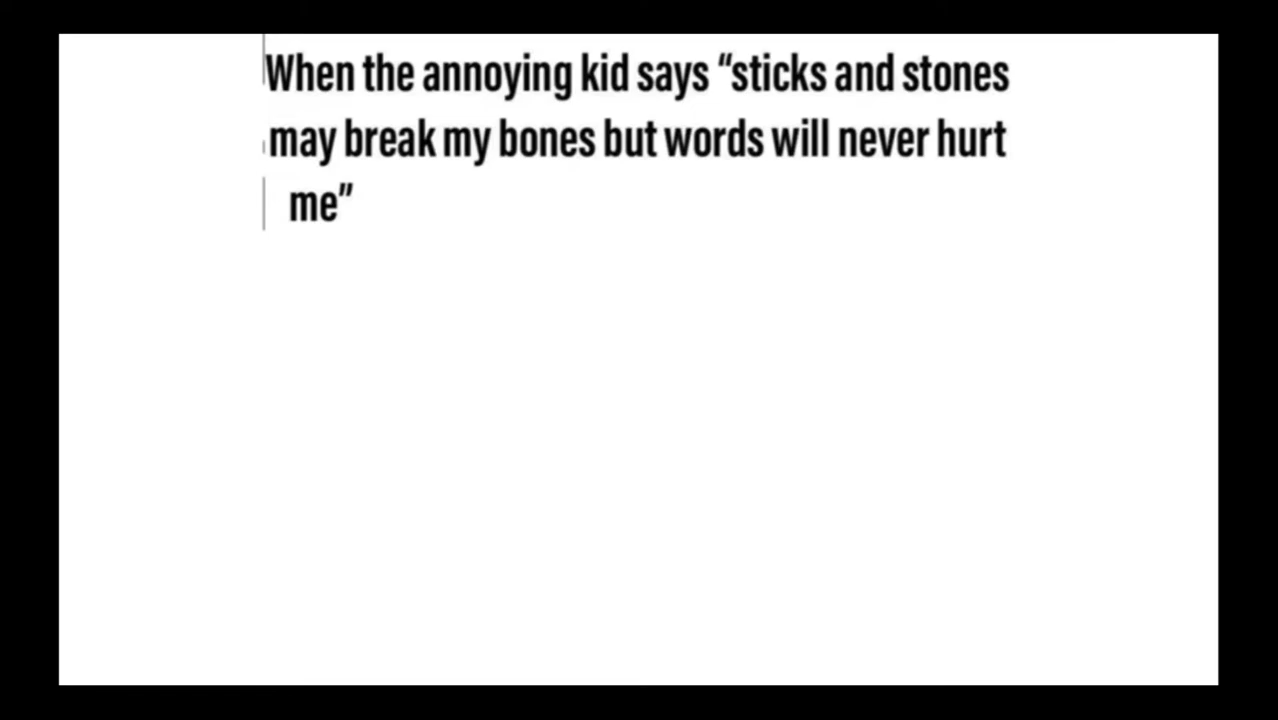 When the annoying kid says “sticks and stones
may break my bones but words will never hurt
me”